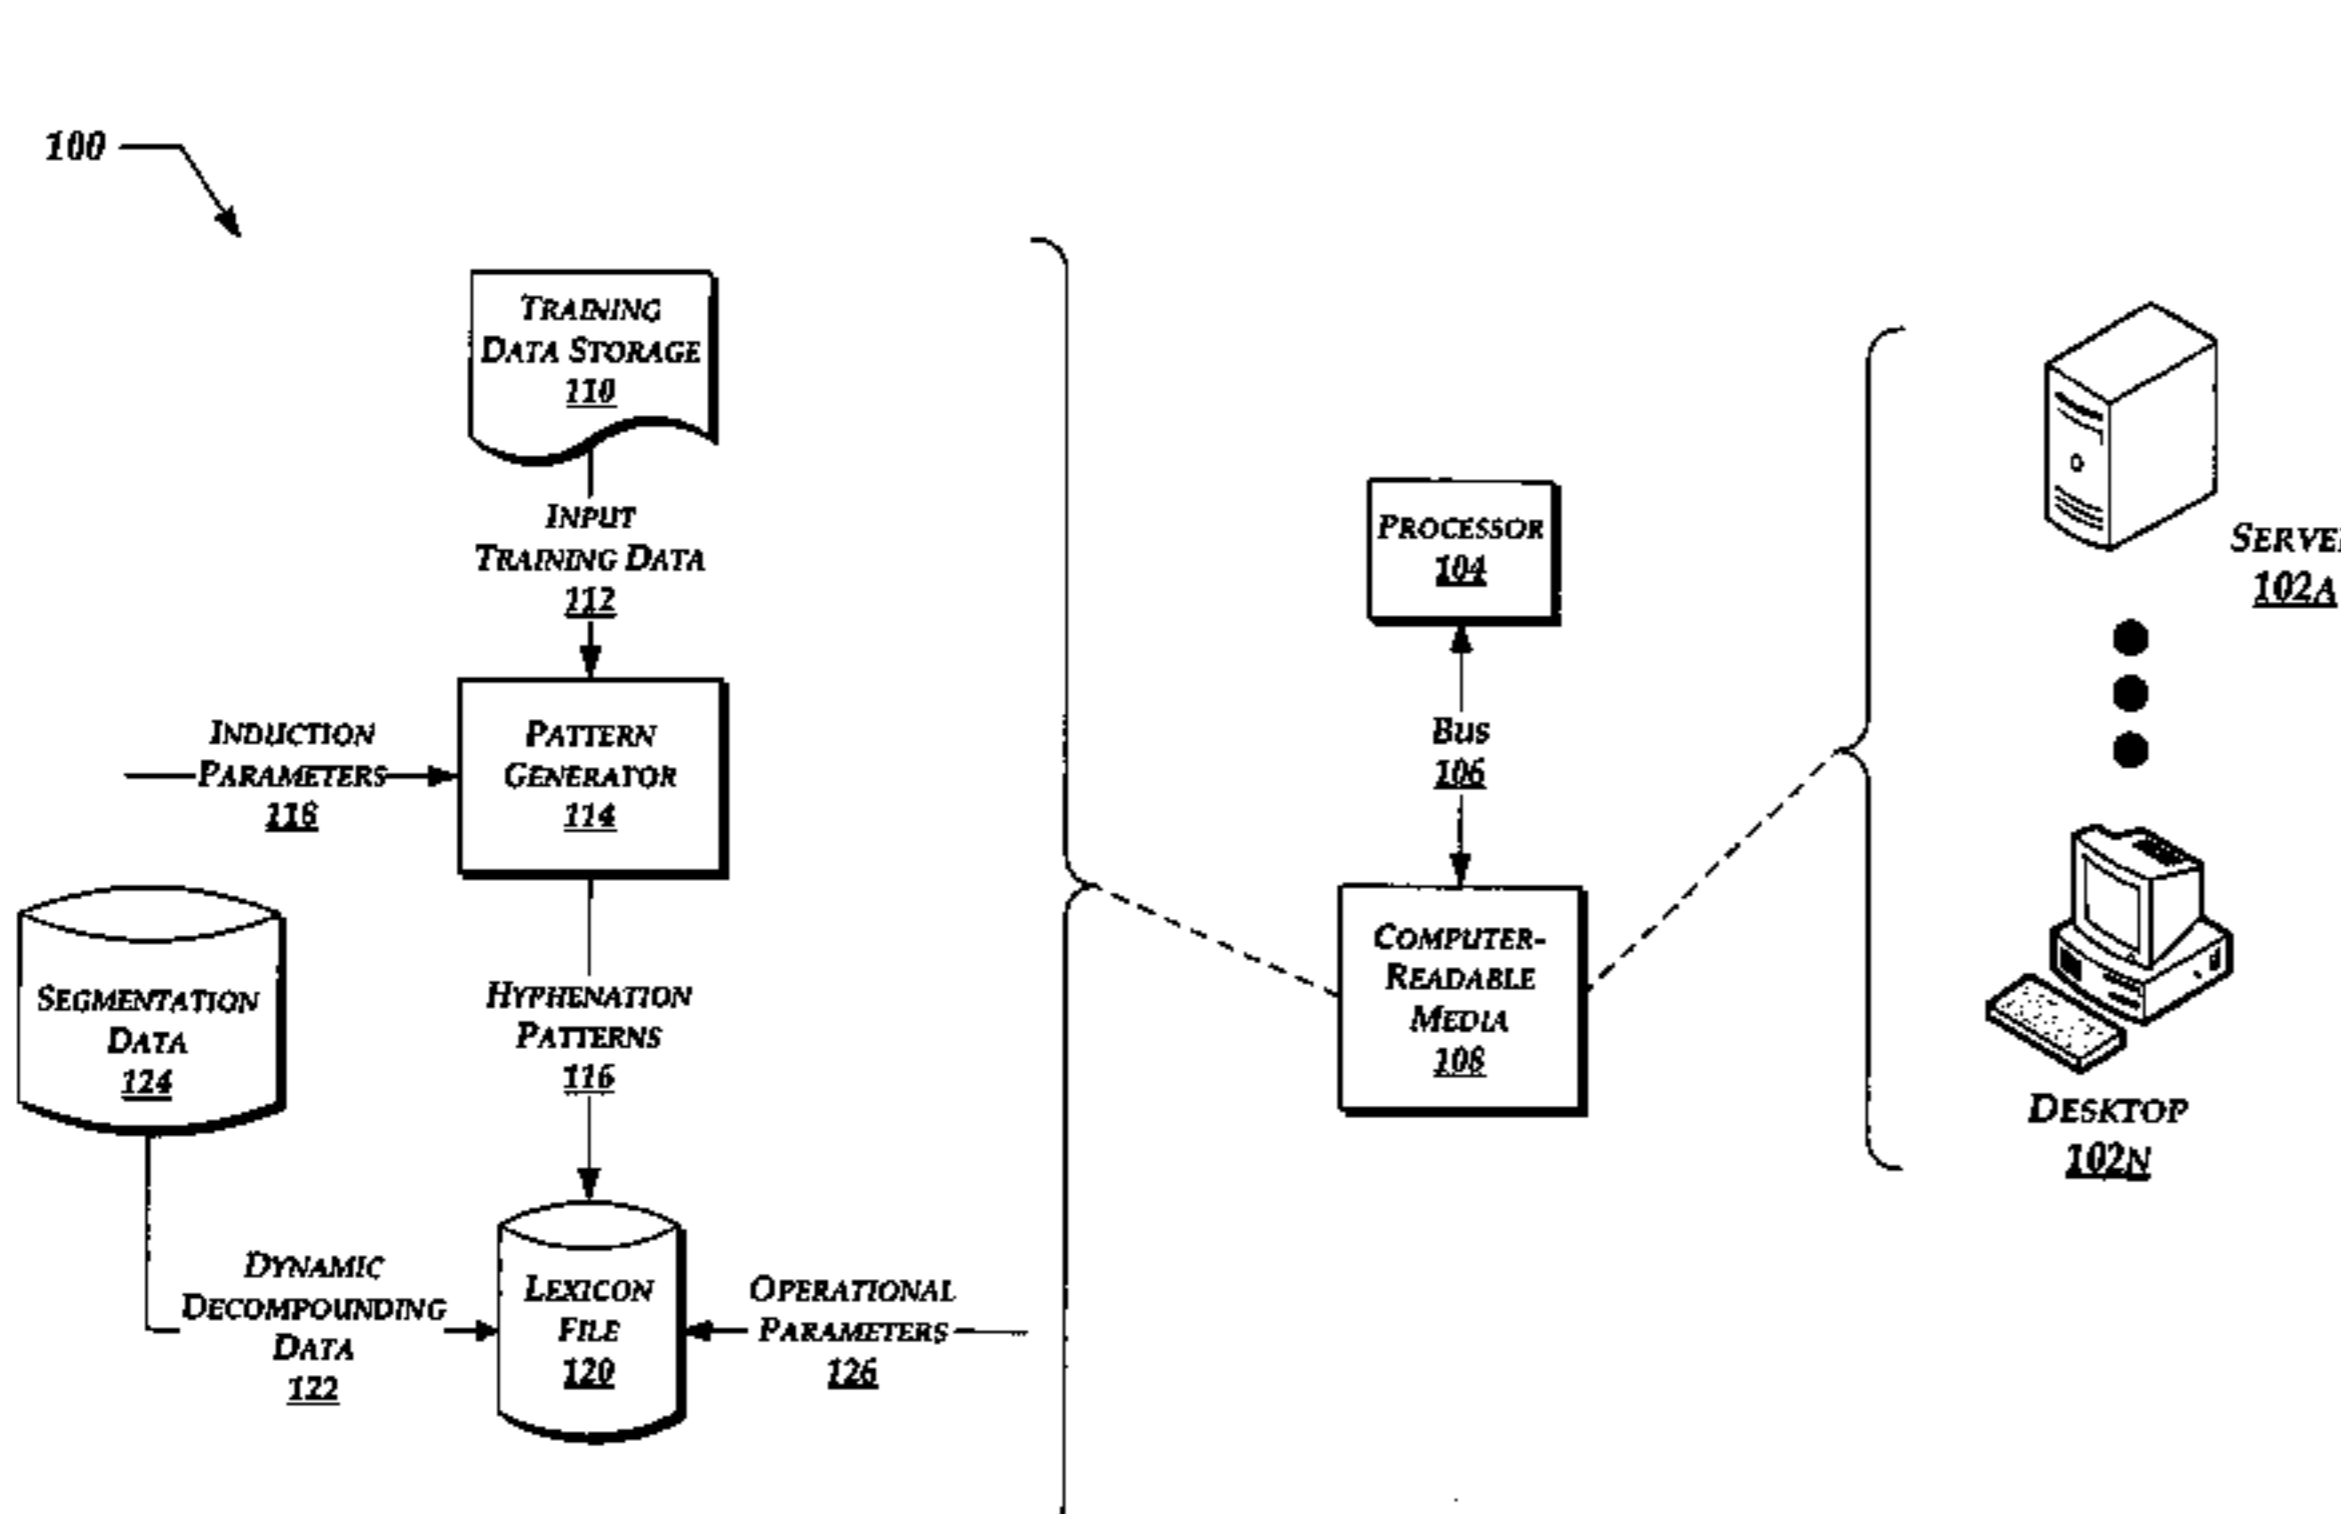 100
TRAINING
DATA STORAGE
110
INPUT
TRAINING DATA
112
INDUCTION
PARAMETERS
118
PATTERN
GENERATOR
114
SEGMENTATION
DATA
124
HYPHENATION
PATTERNS
116
DYNAMIC
DECOMPOUNDING
DATA
122
LEXICON
FILE
120
OPERATIONAL
PARAMETERS
126
PROCESSOR
104
BUS
106
COMPUTER-
READABLE
MEDIA
108
SERVER
102A
DESKTOP
102N